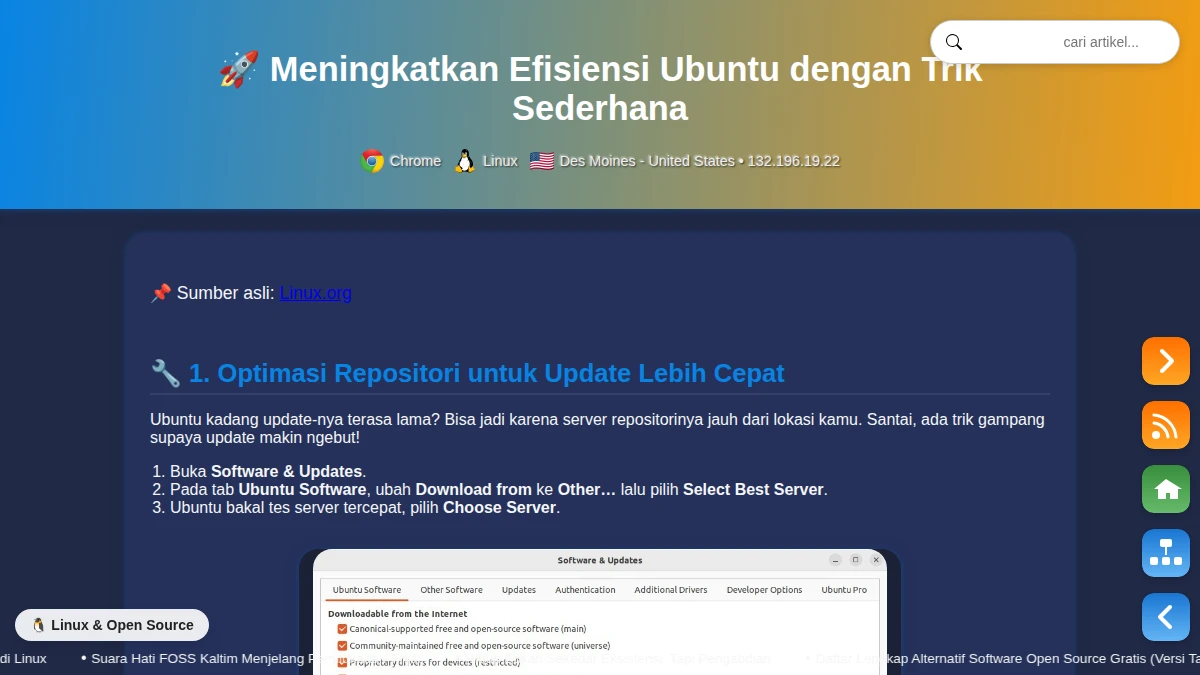 cari artikel...
🚀 Meningkatkan Efisiensi Ubuntu dengan Trik
Sederhana
Chrome Linux 🇺🇸 Des Moines - United States • 132.196.19.22
📌 Sumber asli: Linux.org
🔧 1. Optimasi Repositori untuk Update Lebih Cepat
Ubuntu kadang update-nya terasa lama? Bisa jadi karena server repositorinya jauh dari lokasi kamu. Santai, ada trik gampang
supaya update makin ngebut!
1. Buka Software & Updates.
2. Pada tab Ubuntu Software, ubah Download from ke Other… lalu pilih Select Best Server.
3. Ubuntu bakal tes server tercepat, pilih Choose Server.
Software & Updates
Ubuntu Software Other Software Updates Authentication Additional Drivers Developer Options Ubuntu Pro
Downloadable from the Internet
Canonical-supported free and open-source software (main)
Community-maintained free and open-source software (universe)
Proprietary drivers for devices (restricted)
🐧 Linux & Open Source
di Linux • Suara Hati FOSS Kaltim Menjelang • Daftar Lengkap Alternatif Software Open Source Gratis (Versi Ta